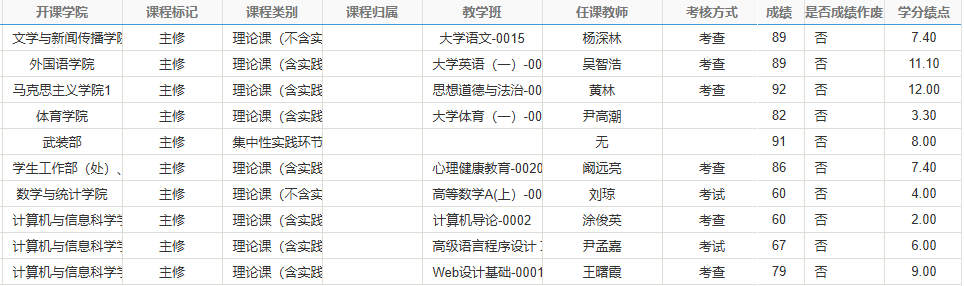 开课学院 课程标记 课程类别 课程归属 教学班 任课教师 考核方式 成绩 是否成绩作废 学分绩点
文学与新闻传播学院 主修 理论课（不含实 大学语文-0015 杨深林 考查 89 否 7.40
外国语学院 主修 理论课（含实践 大学英语（一）-00 吴智浩 考查 89 否 11.10
马克思主义学院1 主修 理论课（含实践 思想道德与法治-00 黄林 考查 92 否 12.00
体育学院 主修 理论课（含实践 大学体育（一）-00 尹高潮 82 否 3.30
武装部 主修 集中性实践环节 无 91 否 8.00
学生工作部（处）、 主修 理论课（含实践 心理健康教育-0020 阚远亮 考查 86 否 7.40
数学与统计学院 主修 理论课（不含实 高等数学A(上）-00 刘琼 考试 60 否 4.00
计算机与信息科学学 主修 理论课（含实践 计算机导论-0002 涂俊英 考查 60 否 2.00
计算机与信息科学学 主修 理论课（含实践 高级语言程序设计 尹孟嘉 考试 67 否 6.00
计算机与信息科学学 主修 理论课（含实践 Web设计基础-0001 王曙霞 考查 79 否 9.00